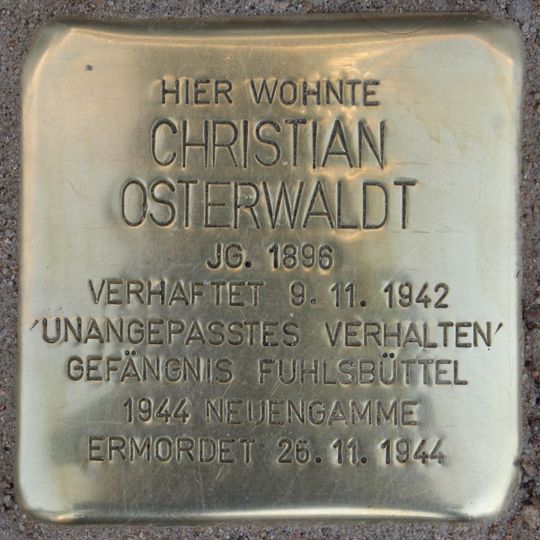 HIER WOHNTE
CHRISTIAN
OSTERWALDT
JG. 1896
VERHAFTET 9. 11. 1942
'UNANGEPASSTES VERHALTEN'
GEFÄNGNIS FUHLSBÜTTEL
1944 NEUENGAMME
ERMORDET 26. 11. 1944